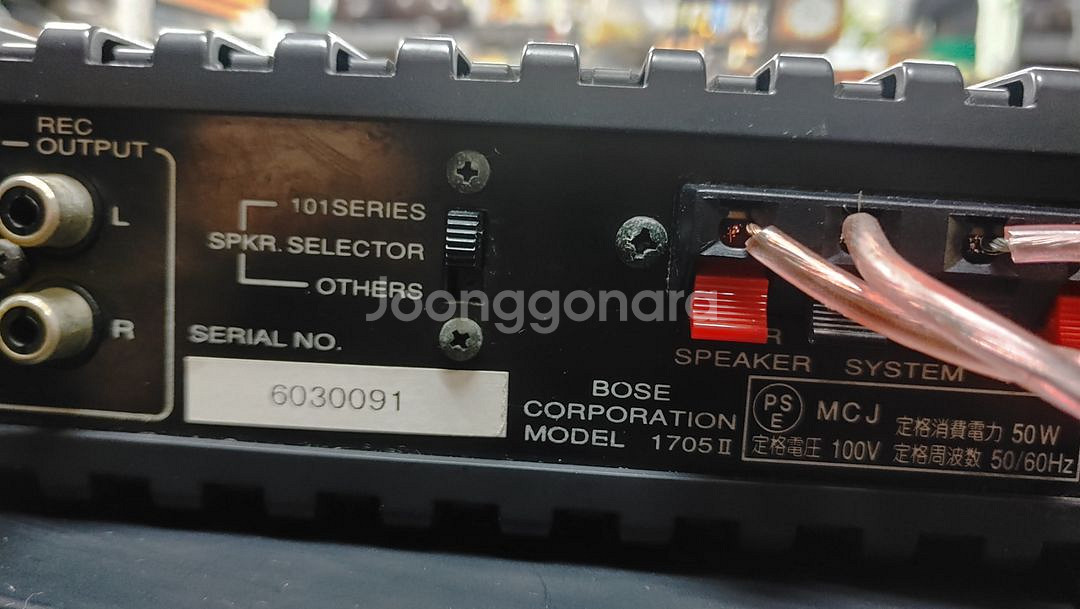 REC
OUTPUT
L
R
101SERIES
SPKR. SELECTOR
OTHERS
Joonggonara
SERIAL NO.
6030091
R
SPEAKER SYSTEM
BOSE
CORPORATION
MODEL 1705II
PS
E
MCJ
定格消費電力 50W
定格電圧 100V 定格周波数 50/60Hz